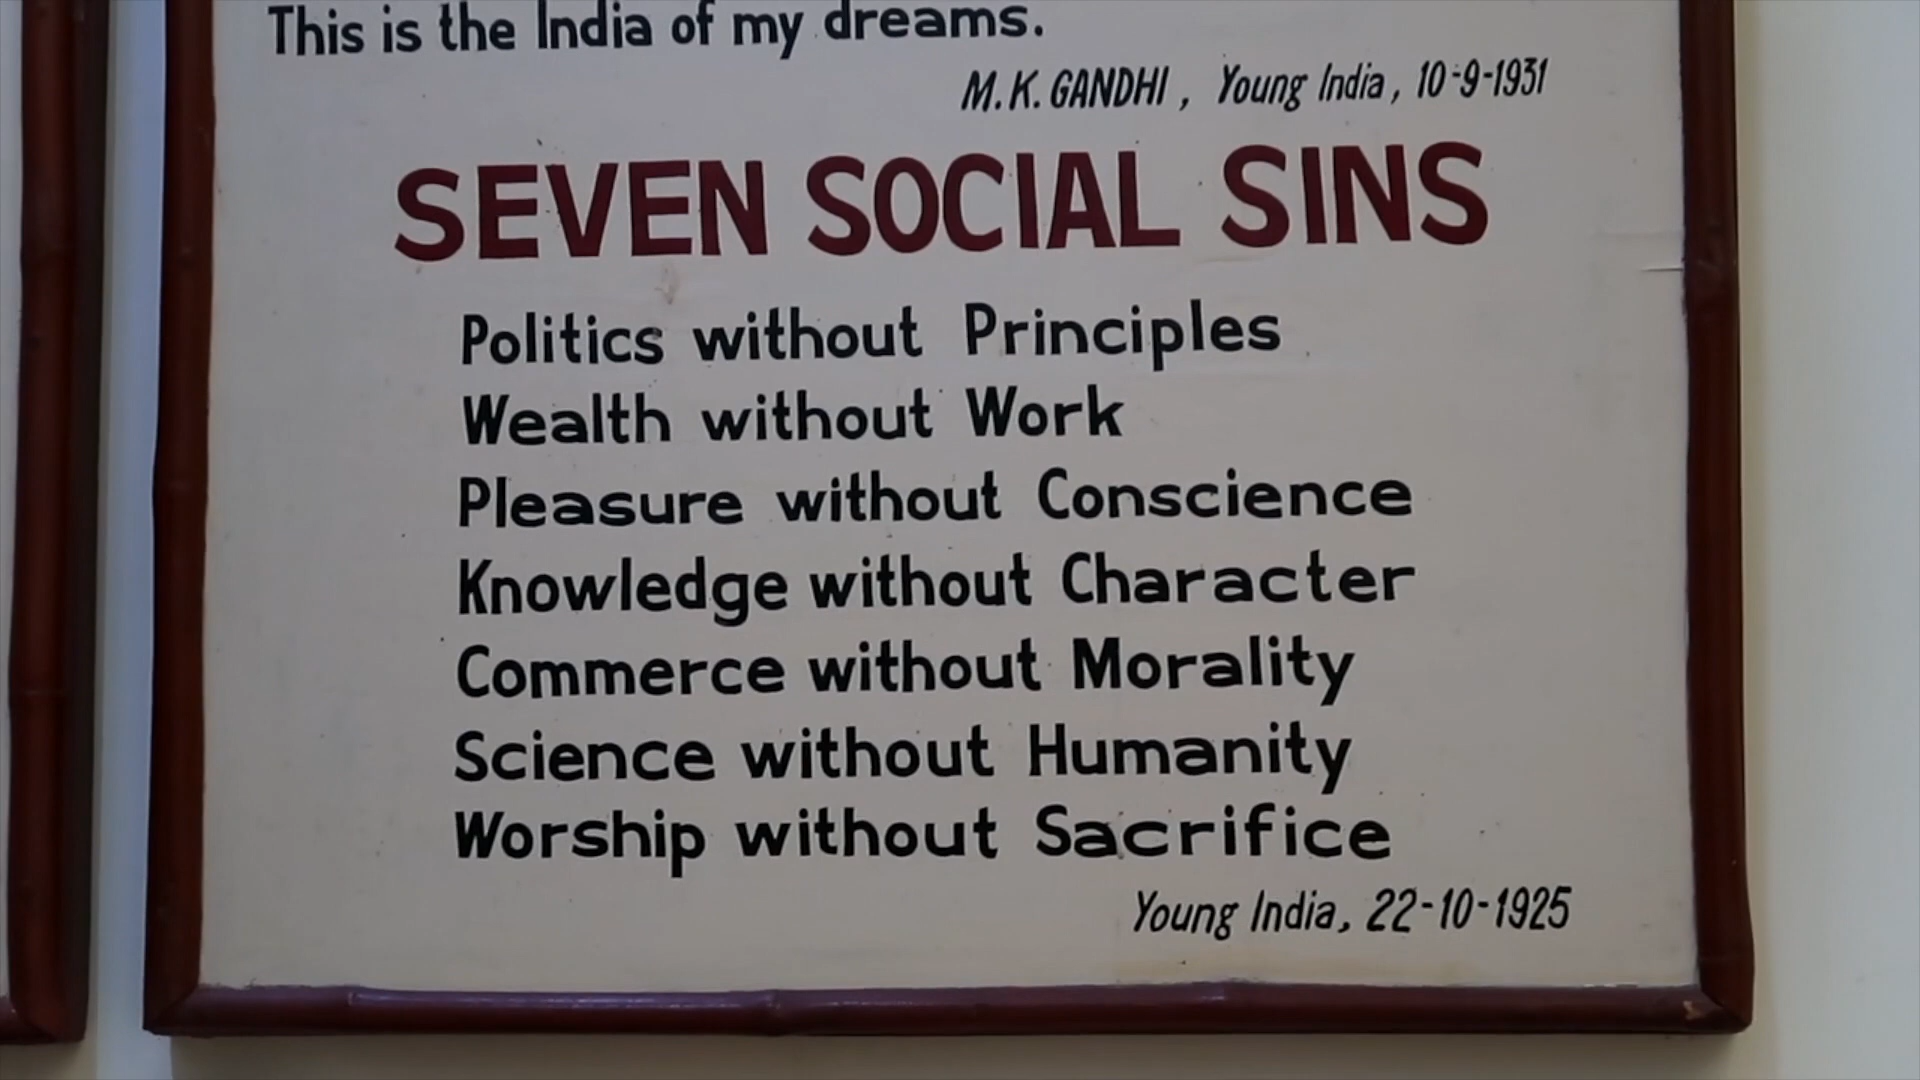 This is the India of my dreams.
M. K. GANDHI, Young India, 10-9-1931
SEVEN SOCIAL SINS
Politics without Principles
Wealth without Work
Pleasure without Conscience
Knowledge without Character
Commerce without Morality
Science without Humanity
Worship without Sacrifice
Young India, 22-10-1925